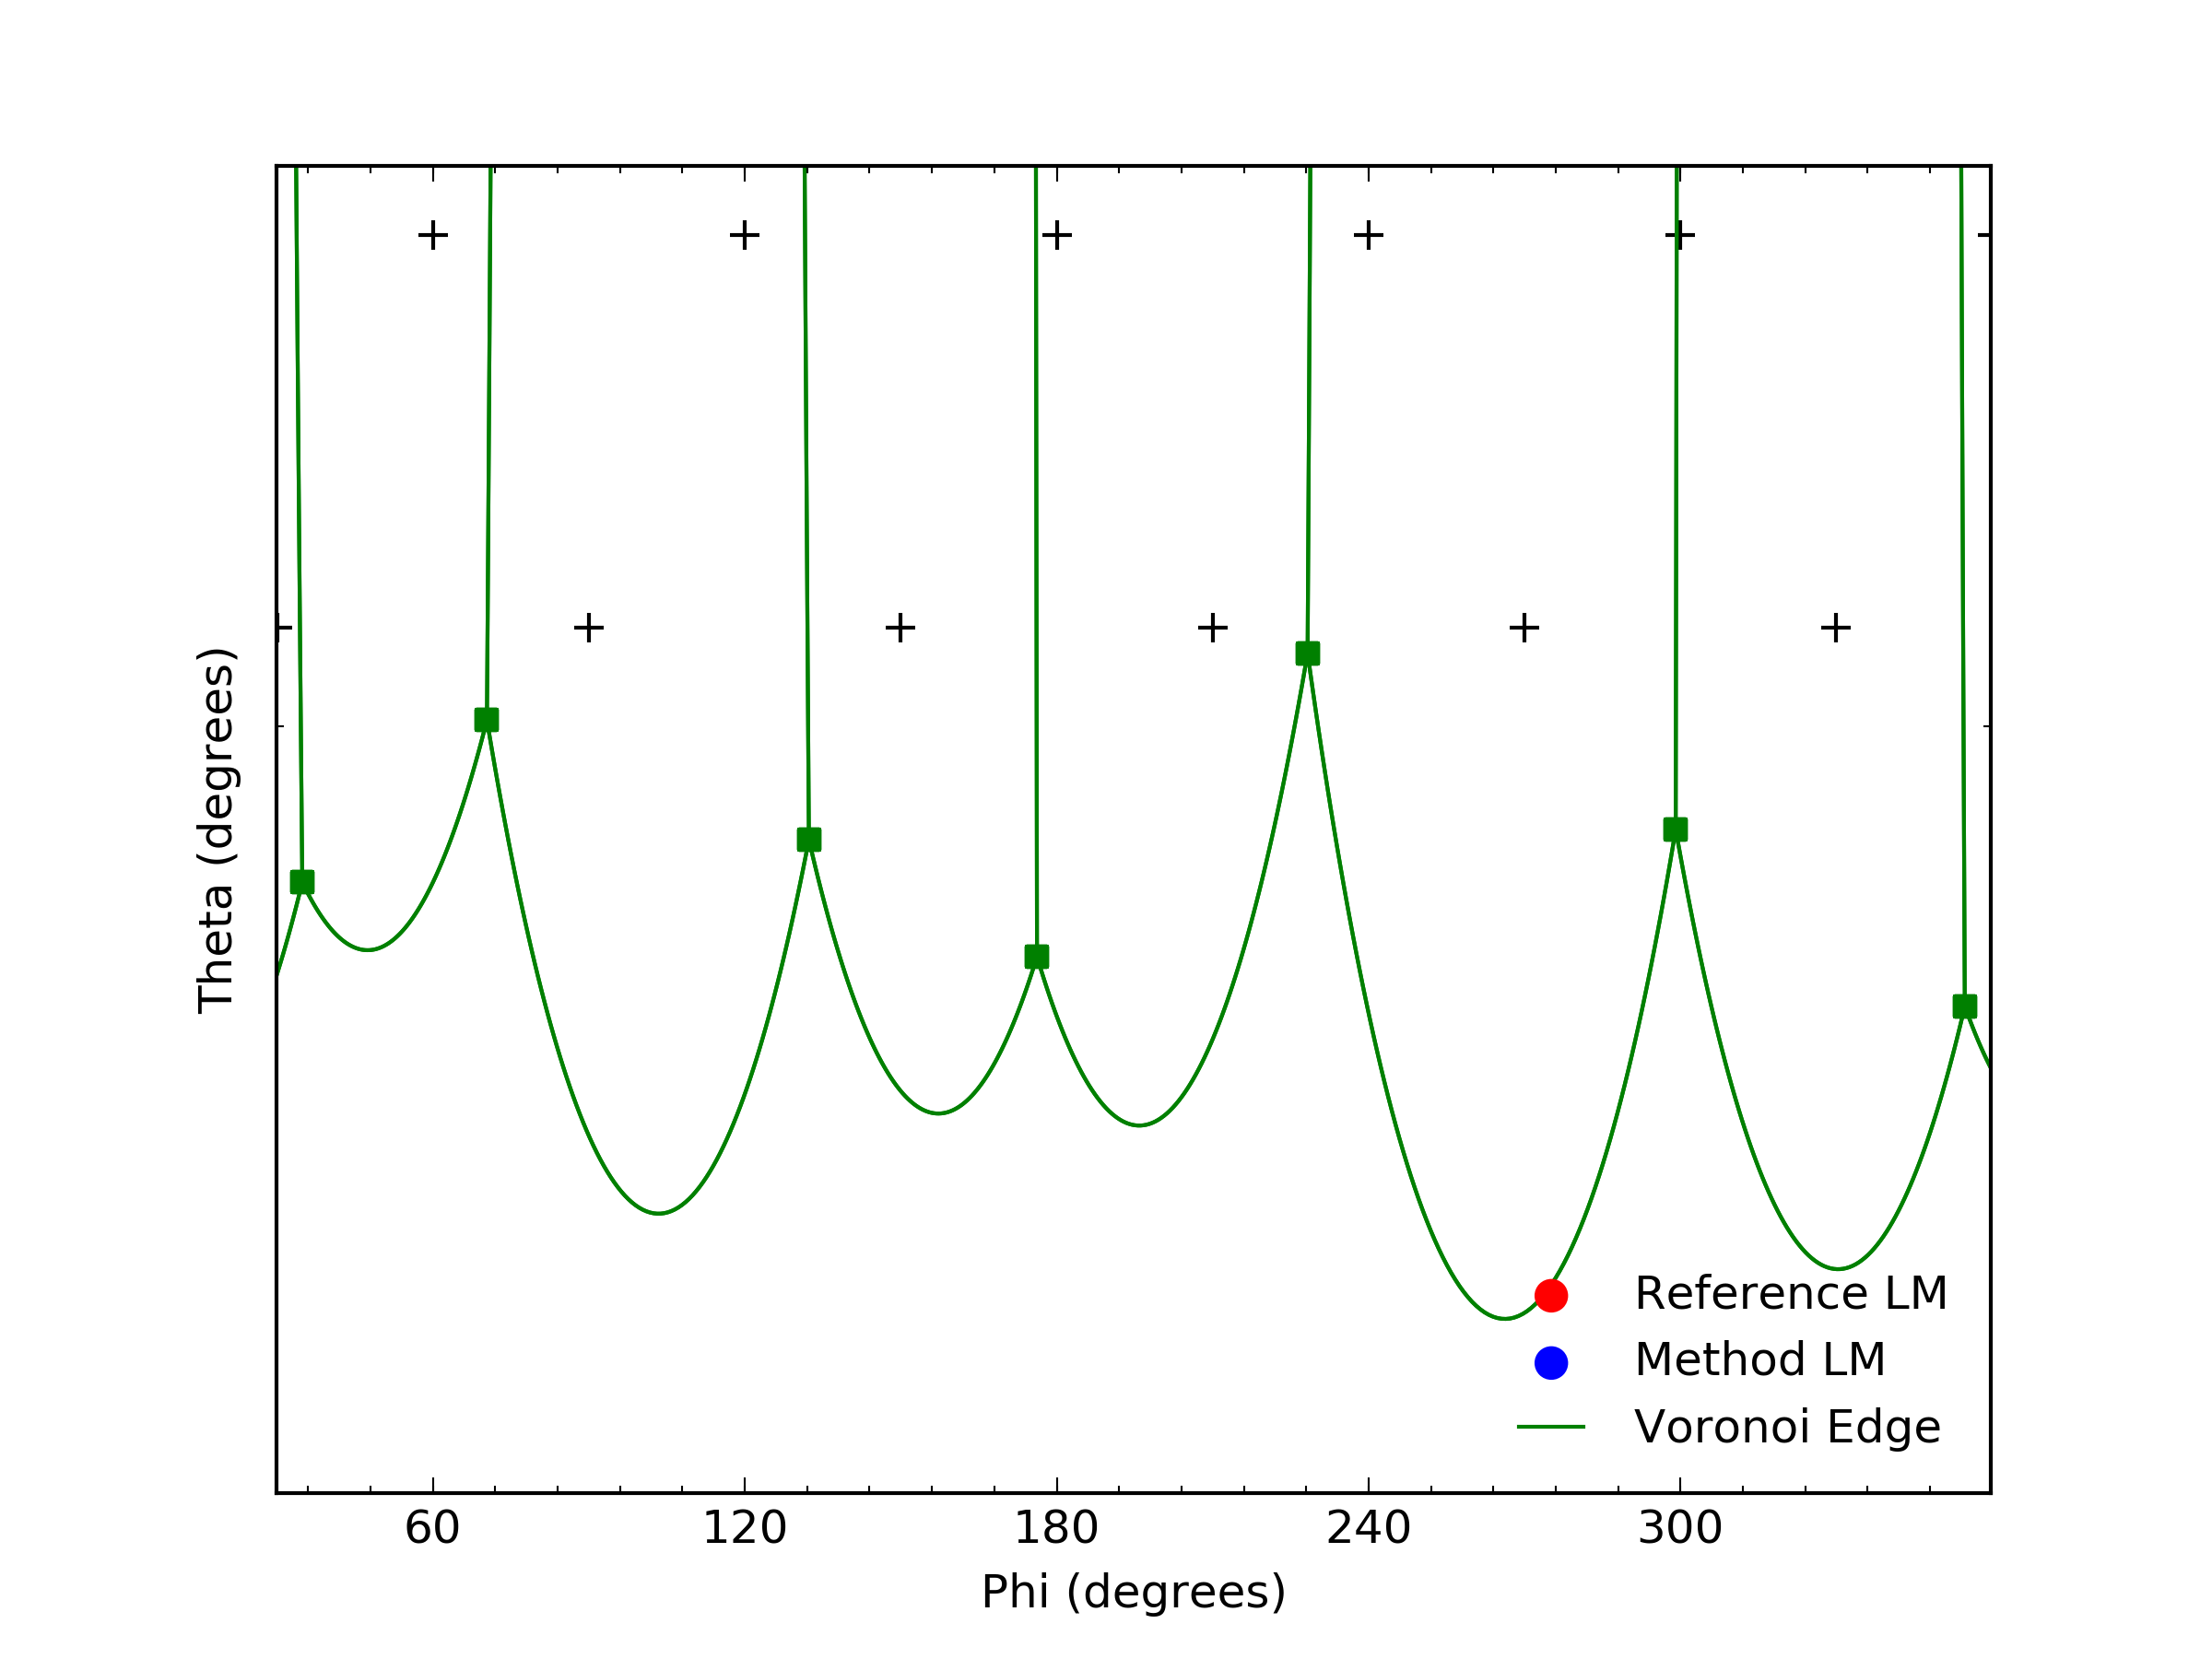 Theta (degrees)
Reference LM
Method LM
Voronoi Edge
60 120 180 240 300
Phi (degrees)